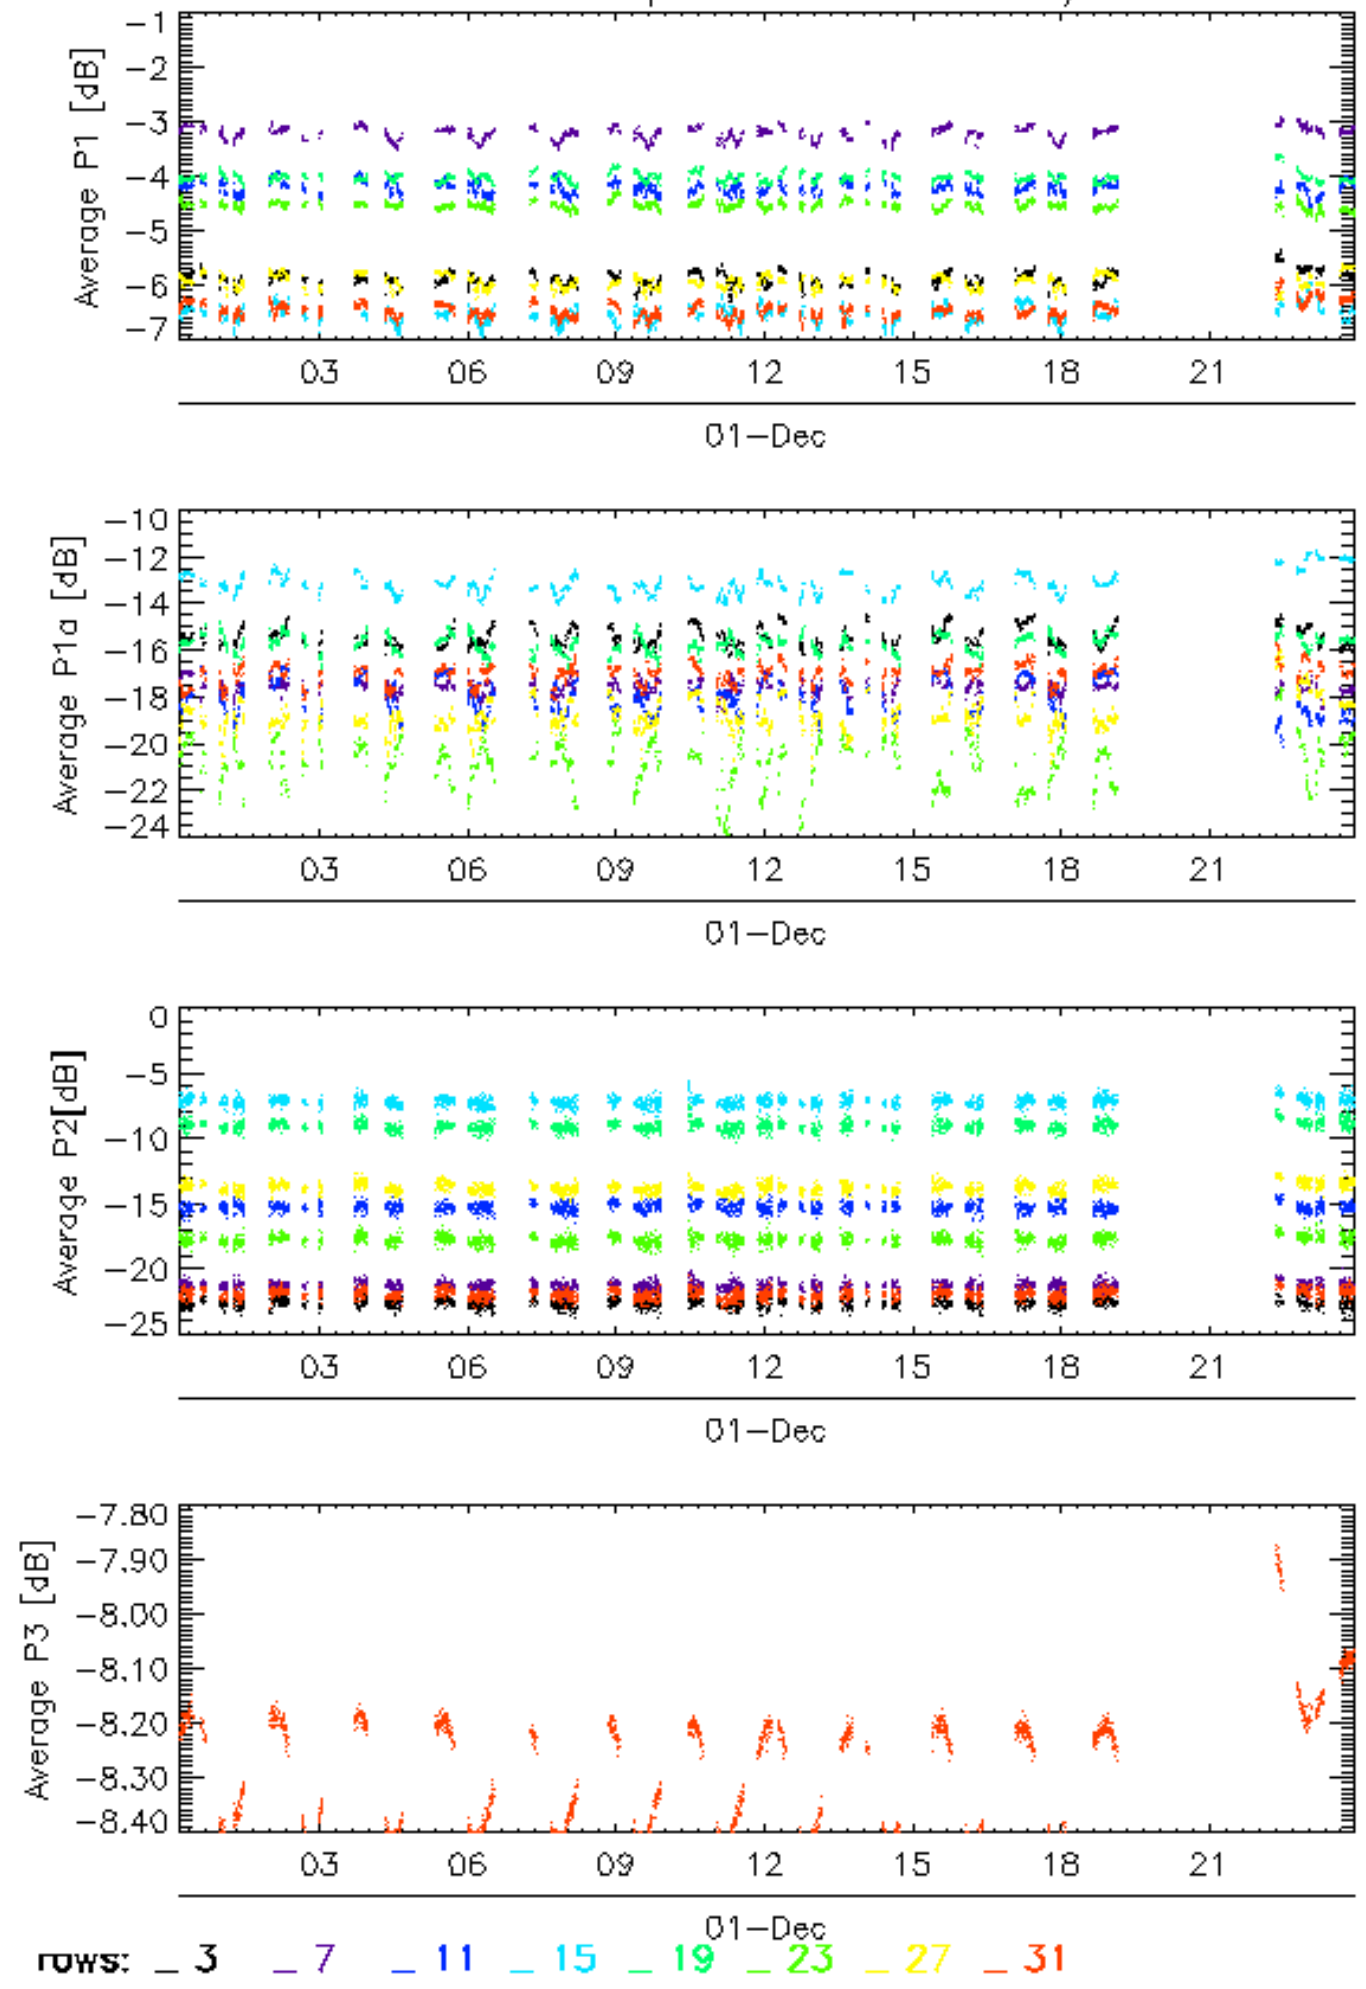 Average P1 [dB]
−1
−2
−3
−4
−5
−6
−7
03 06 09 12 15 18 21
01−Dec
Average P1a [dB]
−10
−12
−14
−16
−18
−20
−22
−24
03 06 09 12 15 18 21
01−Dec
Average P2[dB]
0
−5
−10
−15
−20
−25
03 06 09 12 15 18 21
01−Dec
Average P3 [dB]
−7.80
−7.90
−8.00
−8.10
−8.20
−8.30
−8.40
03 06 09 12 15 18 21
01−Dec
rows: _ 3 _ 7 _ 11 _ 15 _ 19 _ 23 _ 27 _ 31